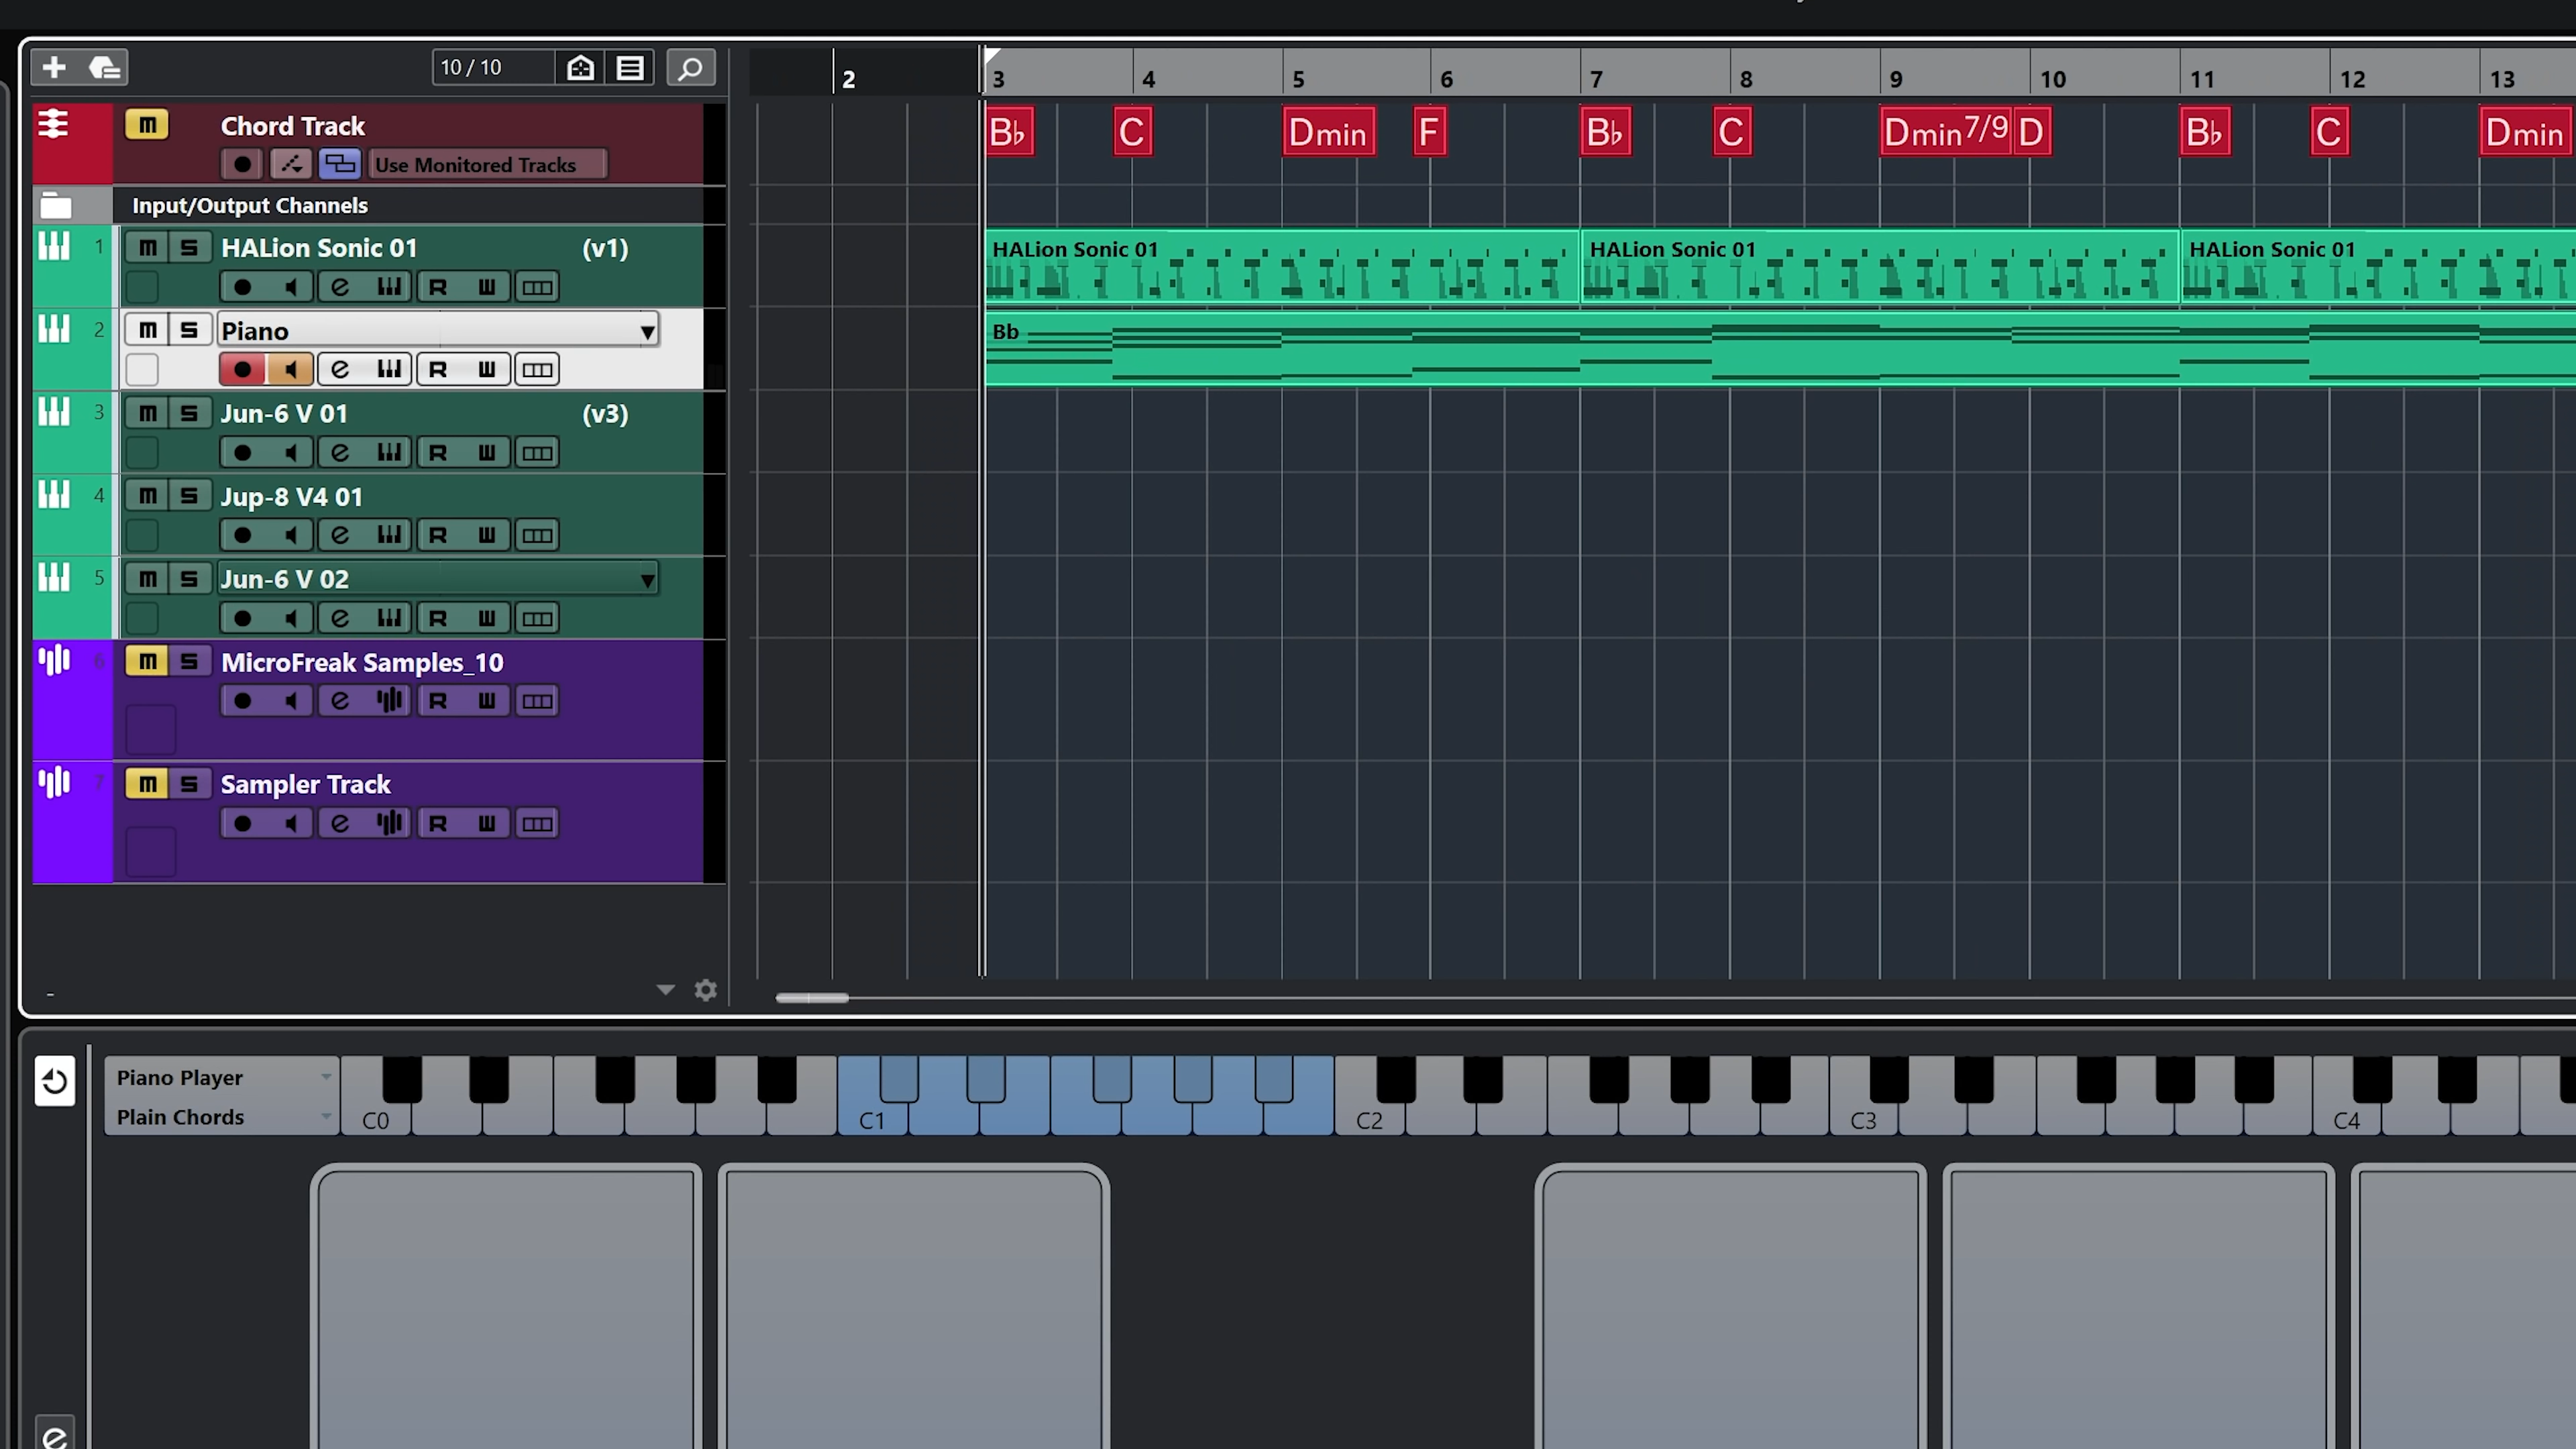 10 / 10
2 3 4 5 6 7 8 9 10 11 12 13
m Chord Track
B♭ C Dmin F B♭ C Dmin7/9 D B♭ C Dmin
Use Monitored Tracks
Input/Output Channels
1 m S HALion Sonic 01 (v1)
HALion Sonic 01 HALion Sonic 01 HALion Sonic 01
e R W
2 m S Piano
Bb
e R W
3 m S Jun-6 V 01 (v3)
e R W
4 m S Jup-8 V4 01
e R W
5 m S Jun-6 V 02
e R W
6 m S MicroFreak Samples_10
e R W
7 m S Sampler Track
e R W
Piano Player
Plain Chords
C0 C1 C2 C3 C4
e